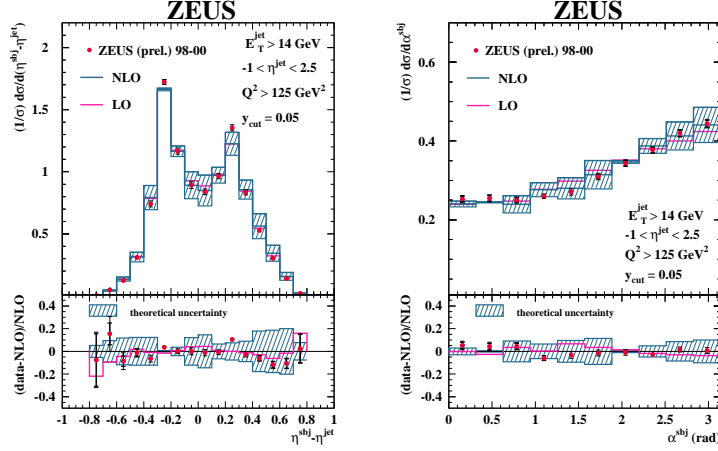 ZEUS
(1/σ) dσ/d(η^sbj-η^jet)
2
1.5
1
0.5
ZEUS (prel.) 98-00
NLO
LO
E_T^jet > 14 GeV
-1 < η^jet < 2.5
Q² > 125 GeV²
y_cut = 0.05
(data-NLO)/NLO
0.4
0.2
0
-0.2
-0.4
theoretical uncertainty
-1 -0.8 -0.6 -0.4 -0.2 0 0.2 0.4 0.6 0.8 1
η^sbj-η^jet
ZEUS
(1/σ) dσ/dα^sbj
0.6
0.4
0.2
ZEUS (prel.) 98-00
NLO
LO
E_T^jet > 14 GeV
-1 < η^jet < 2.5
Q² > 125 GeV²
y_cut = 0.05
(data-NLO)/NLO
0.4
0.2
0
-0.2
-0.4
theoretical uncertainty
0 0.5 1 1.5 2 2.5 3
α^sbj (rad)